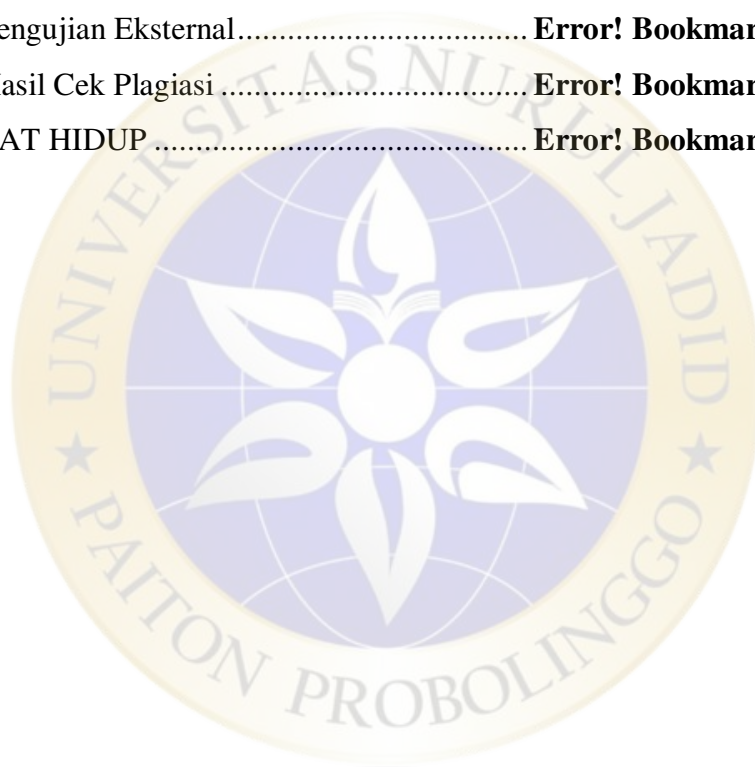 engujian Eksternal................................. Error! Bookmar
asil Cek Plagiasi ................................... Error! Bookmar
AT HIDUP ........................................... Error! Bookmar
UNIVERSITAS NURUL JADID
★ PAITON PROBOLINGGO ★